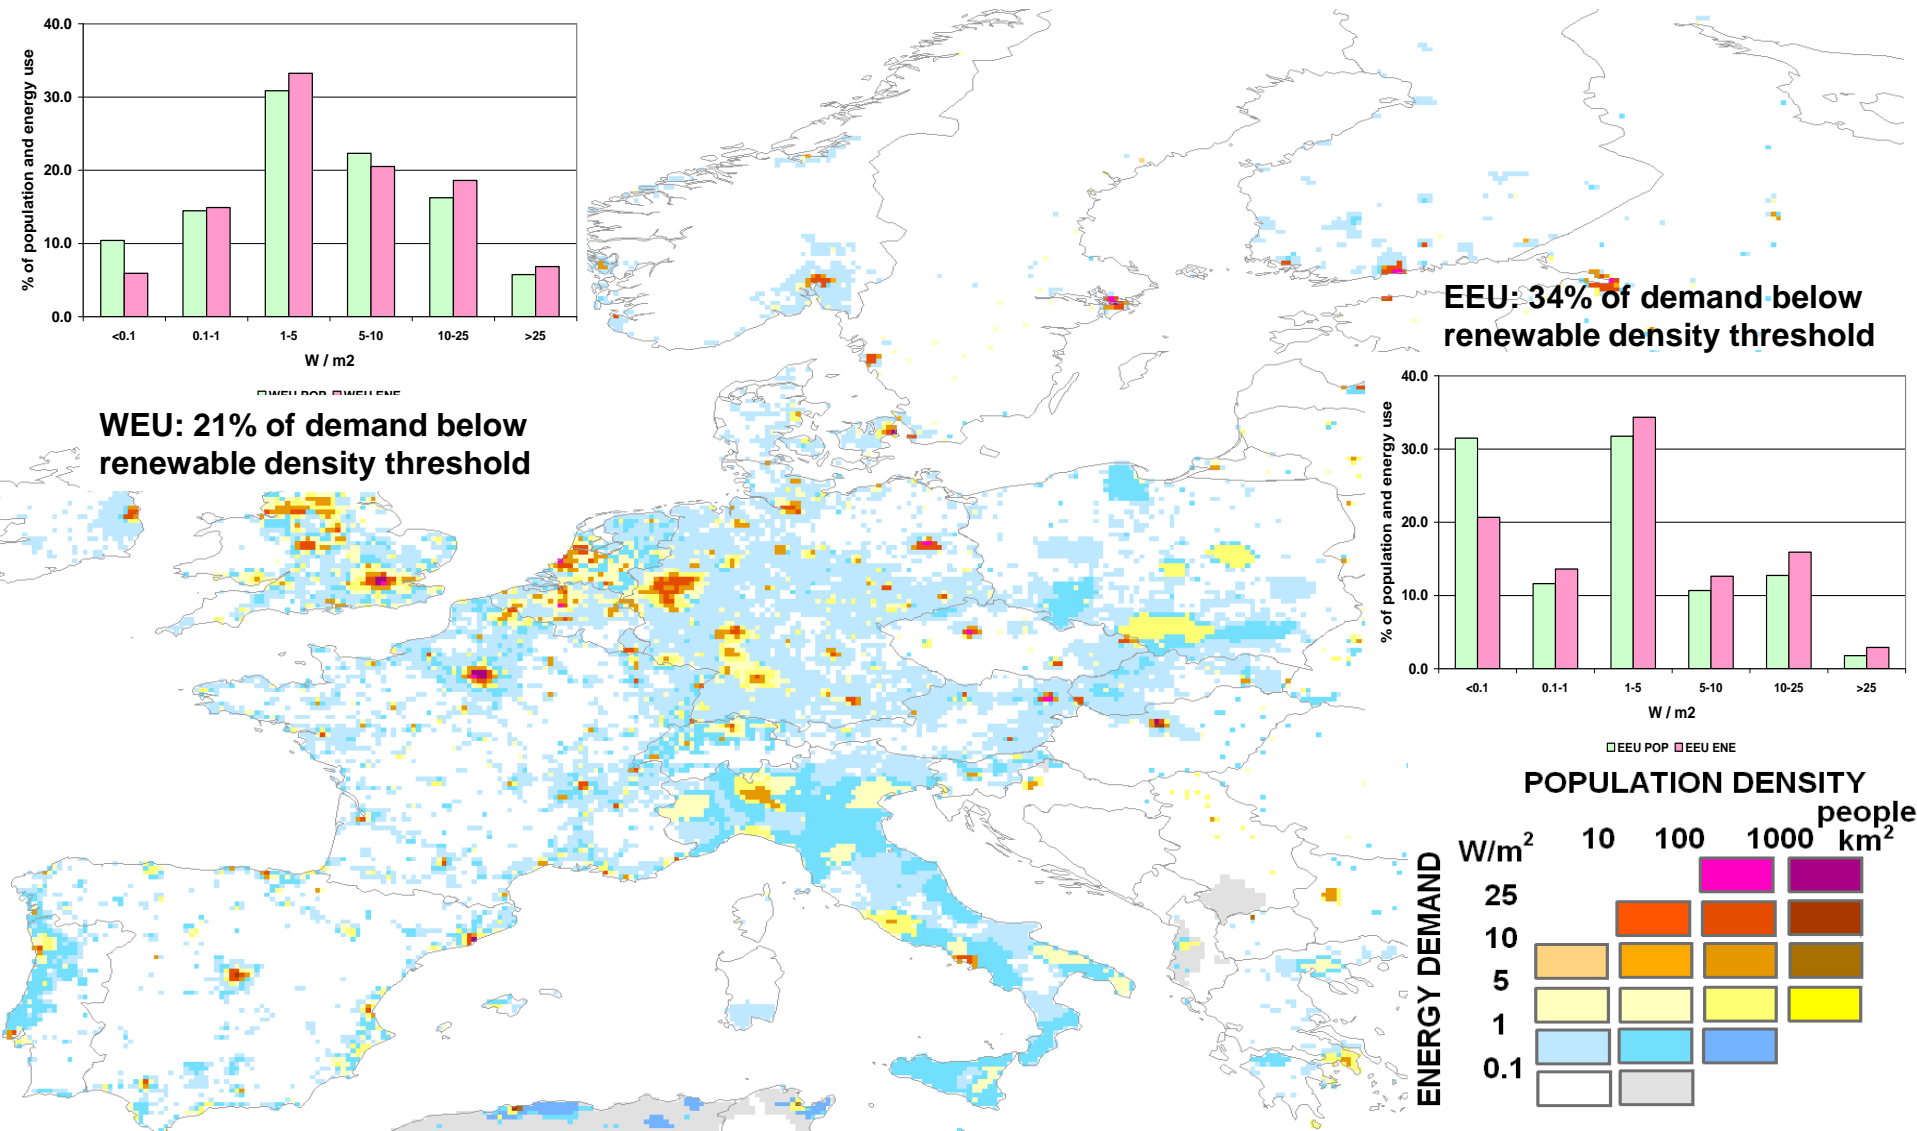 40.0
30.0
20.0
10.0
0.0
% of population and energy use
<0.1 0.1-1 1-5 5-10 10-25 >25
W / m2
WEU POP WEU ENE
WEU: 21% of demand below
renewable density threshold
EEU: 34% of demand below
renewable density threshold
40.0
30.0
20.0
10.0
0.0
% of population and energy use
<0.1 0.1-1 1-5 5-10 10-25 >25
W / m2
EEU POP EEU ENE
POPULATION DENSITY
people
W/m² 10 100 1000 km²
25
10
5
1
0.1
ENERGY DEMAND